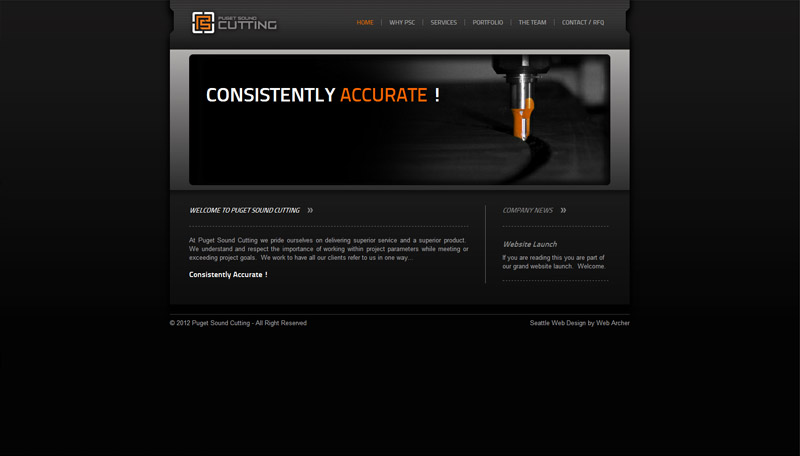 PUGET SOUND
CUTTING
HOME | WHY PSC | SERVICES | PORTFOLIO | THE TEAM | CONTACT / RFQ
CONSISTENTLY ACCURATE !
WELCOME TO PUGET SOUND CUTTING »
At Puget Sound Cutting we pride ourselves on delivering superior service and a superior product.
We understand and respect the importance of working within project parameters while meeting or
exceeding project goals. We work to have all our clients refer to us in one way...
Consistently Accurate !
COMPANY NEWS »
Website Launch
If you are reading this you are part of
our grand website launch. Welcome.
© 2012 Puget Sound Cutting - All Right Reserved
Seattle Web Design by Web Archer